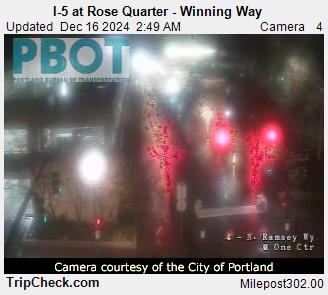 I-5 at Rose Quarter - Winning Way
Updated Dec 16 2024 2:49 AM Camera 4
PBOT
PORTLAND BUREAU OF TRANSPORTATION
4 - N. Ramsey Wy
@ One Ctr
Camera courtesy of the City of Portland
TripCheck.com Milepost302.00